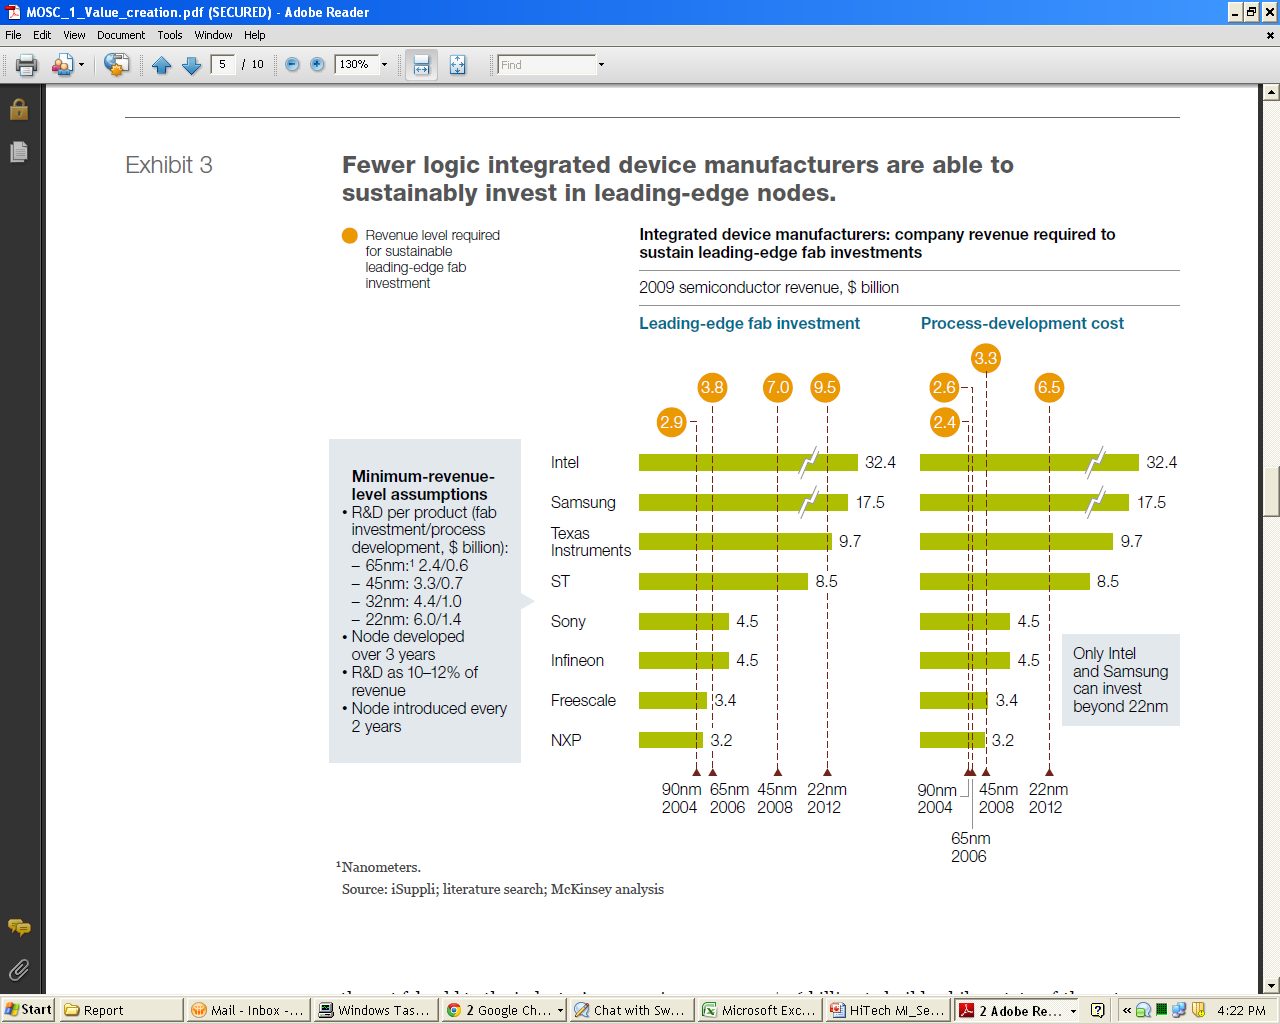 MOSC_1_Value_creation.pdf (SECURED) - Adobe Reader
File Edit View Document Tools Window Help
5 / 10 130% Find
Exhibit 3
Fewer logic integrated device manufacturers are able to
sustainably invest in leading-edge nodes.
Revenue level required
for sustainable
leading-edge fab
investment
Integrated device manufacturers: company revenue required to
sustain leading-edge fab investments
2009 semiconductor revenue, $ billion
Leading-edge fab investment
Process-development cost
3.3
3.8 7.0 9.5 2.6 6.5
2.9 2.4
Minimum-revenue-
level assumptions
• R&D per product (fab
investment/process
development, $ billion):
– 65nm:¹ 2.4/0.6
– 45nm: 3.3/0.7
– 32nm: 4.4/1.0
– 22nm: 6.0/1.4
• Node developed
over 3 years
• R&D as 10–12% of
revenue
• Node introduced every
2 years
Intel 32.4 32.4
Samsung 17.5 17.5
Texas
Instruments 9.7 9.7
ST 8.5 8.5
Sony 4.5 4.5
Infineon 4.5 4.5
Freescale 3.4 3.4
NXP 3.2 3.2
Only Intel
and Samsung
can invest
beyond 22nm
90nm 65nm 45nm 22nm 90nm 45nm 22nm
2004 2006 2008 2012 2004 2008 2012
65nm
2006
¹Nanometers.
Source: iSuppli; literature search; McKinsey analysis
Start Report Mail - Inbox -... Windows Tas... 2 Google Ch... Chat with Sw... Microsoft Exc... HiTech MI_Se... 2 Adobe Re... « 4:22 PM